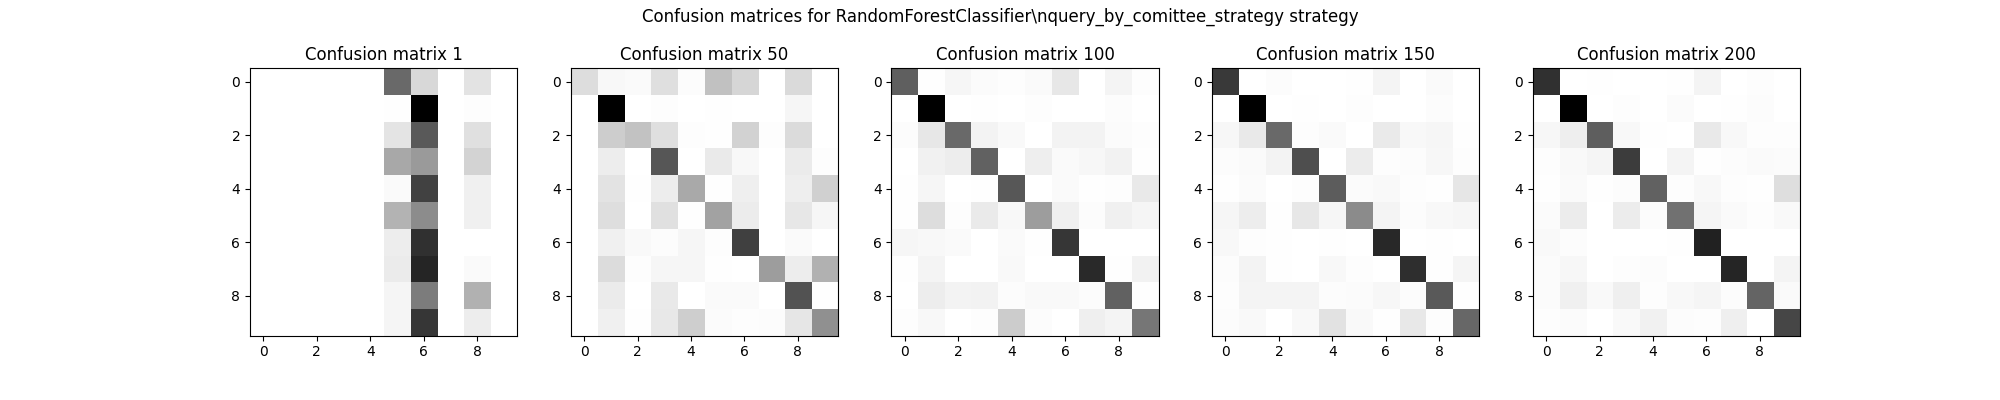 Confusion matrices for RandomForestClassifier\nquery_by_comittee_strategy strategy
Confusion matrix 1
Confusion matrix 50
Confusion matrix 100
Confusion matrix 150
Confusion matrix 200
0 0 0 0 0
2 2 2 2 2
4 4 4 4 4
6 6 6 6 6
8 8 8 8 8
0 2 4 6 8 0 2 4 6 8 0 2 4 6 8 0 2 4 6 8 0 2 4 6 8